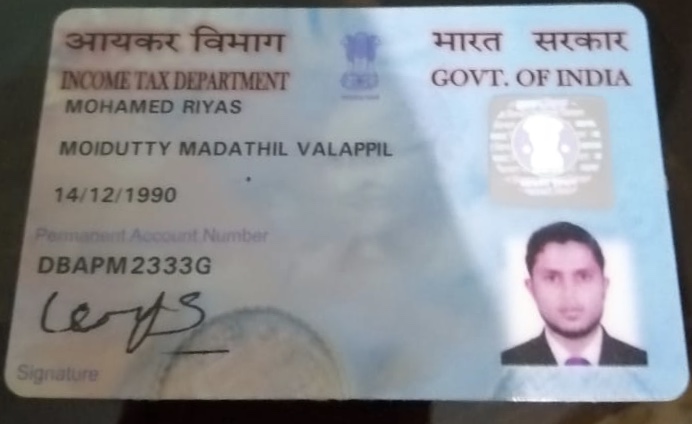 आयकर विभाग
भारत सरकार
INCOME TAX DEPARTMENT
GOVT. OF INDIA
MOHAMED RIYAS
MOIDUTTY MADATHIL VALAPPIL
14/12/1990
Permanent Account Number
DBAPM2333G
Signature